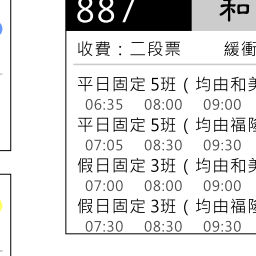 887 和
收費：二段票 緩衝
平日固定 5班 ( 均由和美
06:35 08:00 09:00
平日固定 5班 ( 均由福隆
07:05 08:30 09:30
假日固定 3班 ( 均由和美
07:00 08:00 09:00
假日固定 3班 ( 均由福隆
07:30 08:30 09:30